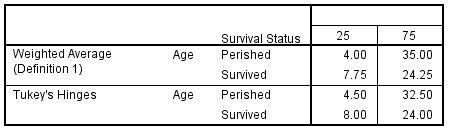 Survival Status 25 75
Weighted Average (Definition 1) Age Perished 4.00 35.00
Survived 7.75 24.25
Tukey's Hinges Age Perished 4.50 32.50
Survived 8.00 24.00